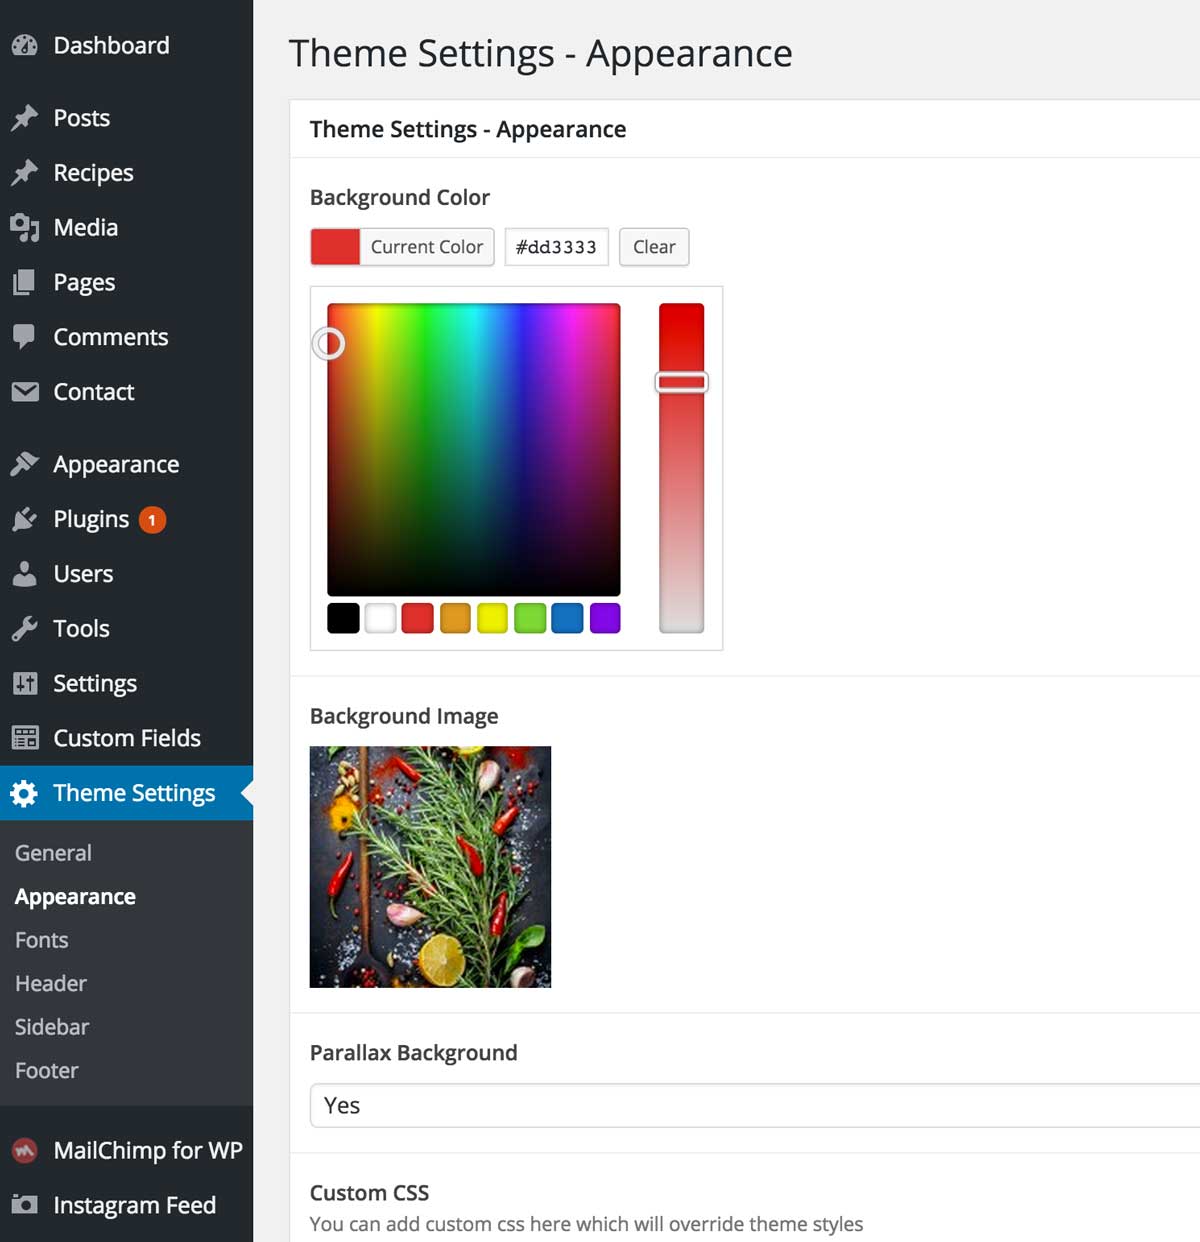 Dashboard
Posts
Recipes
Media
Pages
Comments
Contact
Appearance
Plugins 1
Users
Tools
Settings
Custom Fields
Theme Settings
General
Appearance
Fonts
Header
Sidebar
Footer
MailChimp for WP
Instagram Feed
Theme Settings - Appearance
Theme Settings - Appearance
Background Color
Current Color #dd3333 Clear
Background Image
Parallax Background
Yes
Custom CSS
You can add custom css here which will override theme styles